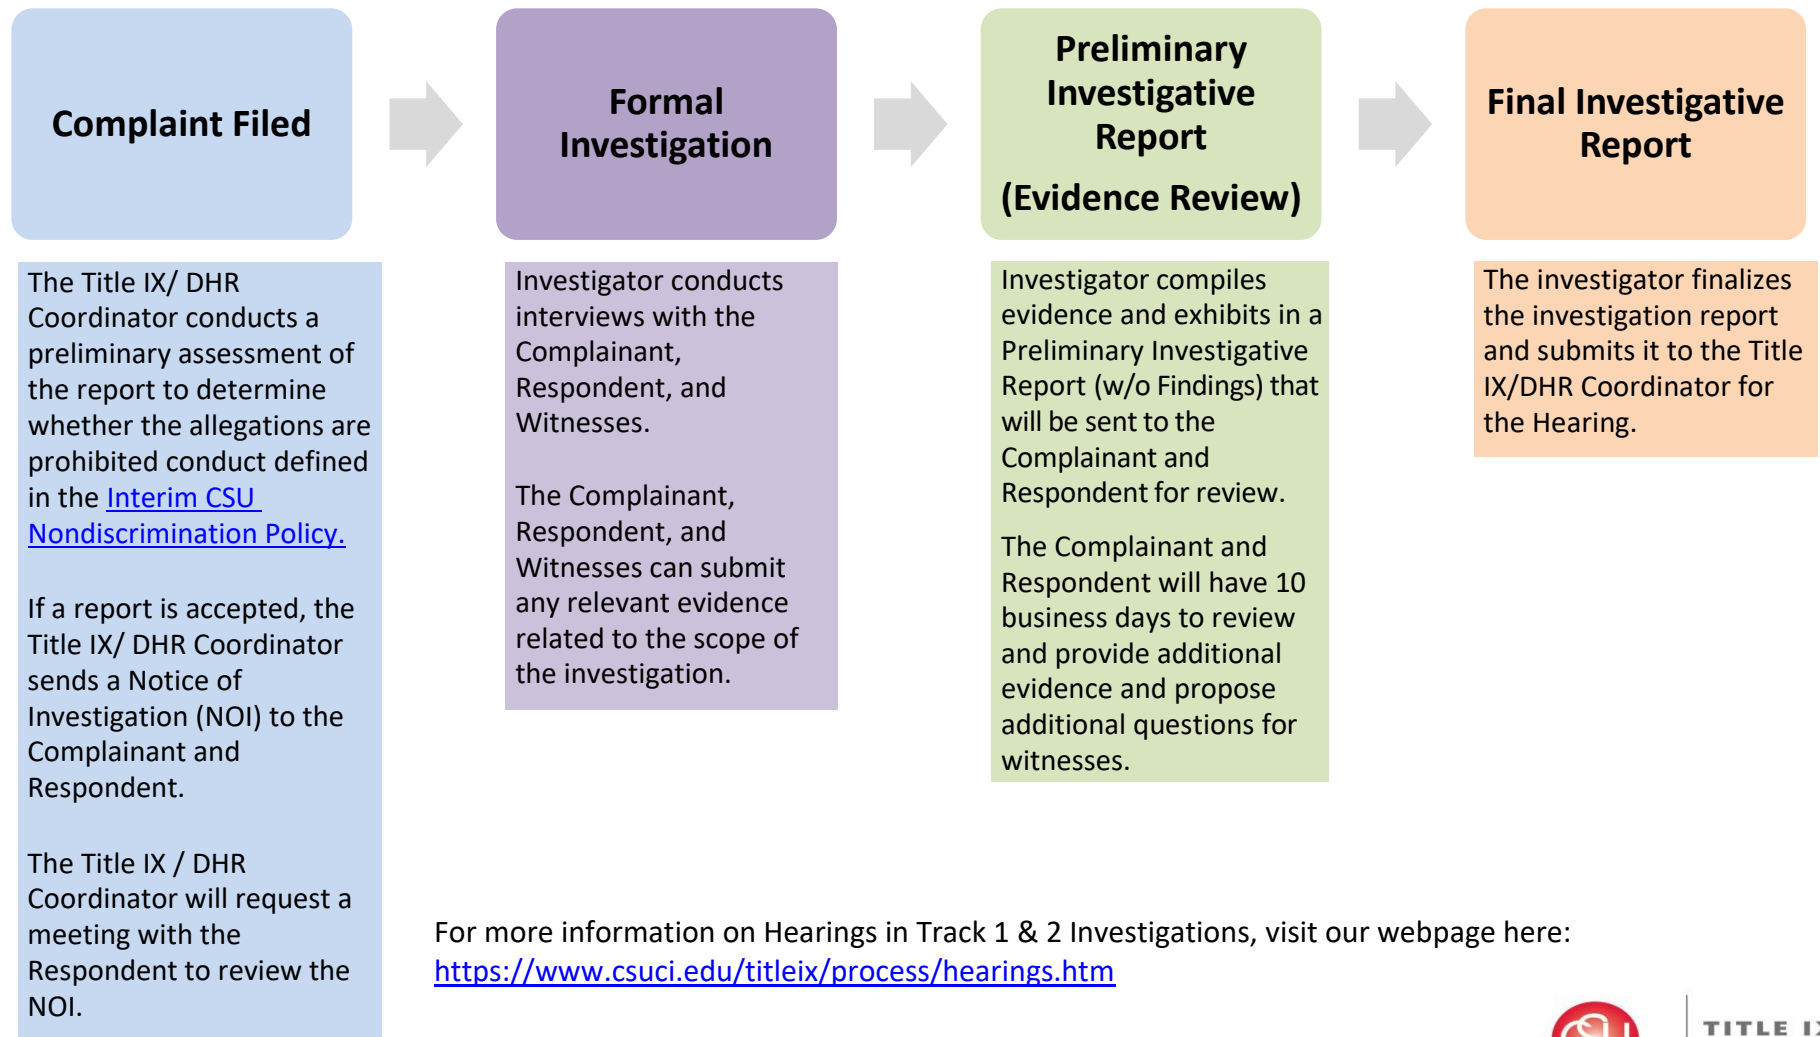 Complaint Filed
Formal
Investigation
Preliminary
Investigative
Report
(Evidence Review)
Final Investigative
Report
The Title IX/ DHR
Coordinator conducts a
preliminary assessment of
the report to determine
whether the allegations are
prohibited conduct defined
in the Interim CSU
Nondiscrimination Policy.
If a report is accepted, the
Title IX/ DHR Coordinator
sends a Notice of
Investigation (NOI) to the
Complainant and
Respondent.
The Title IX / DHR
Coordinator will request a
meeting with the
Respondent to review the
NOI.
Investigator conducts
interviews with the
Complainant,
Respondent, and
Witnesses.
The Complainant,
Respondent, and
Witnesses can submit
any relevant evidence
related to the scope of
the investigation.
Investigator compiles
evidence and exhibits in a
Preliminary Investigative
Report (w/o Findings) that
will be sent to the
Complainant and
Respondent for review.
The Complainant and
Respondent will have 10
business days to review
and provide additional
evidence and propose
additional questions for
witnesses.
The investigator finalizes
the investigation report
and submits it to the Title
IX/DHR Coordinator for
the Hearing.
For more information on Hearings in Track 1 & 2 Investigations, visit our webpage here:
https://www.csuci.edu/titleix/process/hearings.htm
TITLE IX